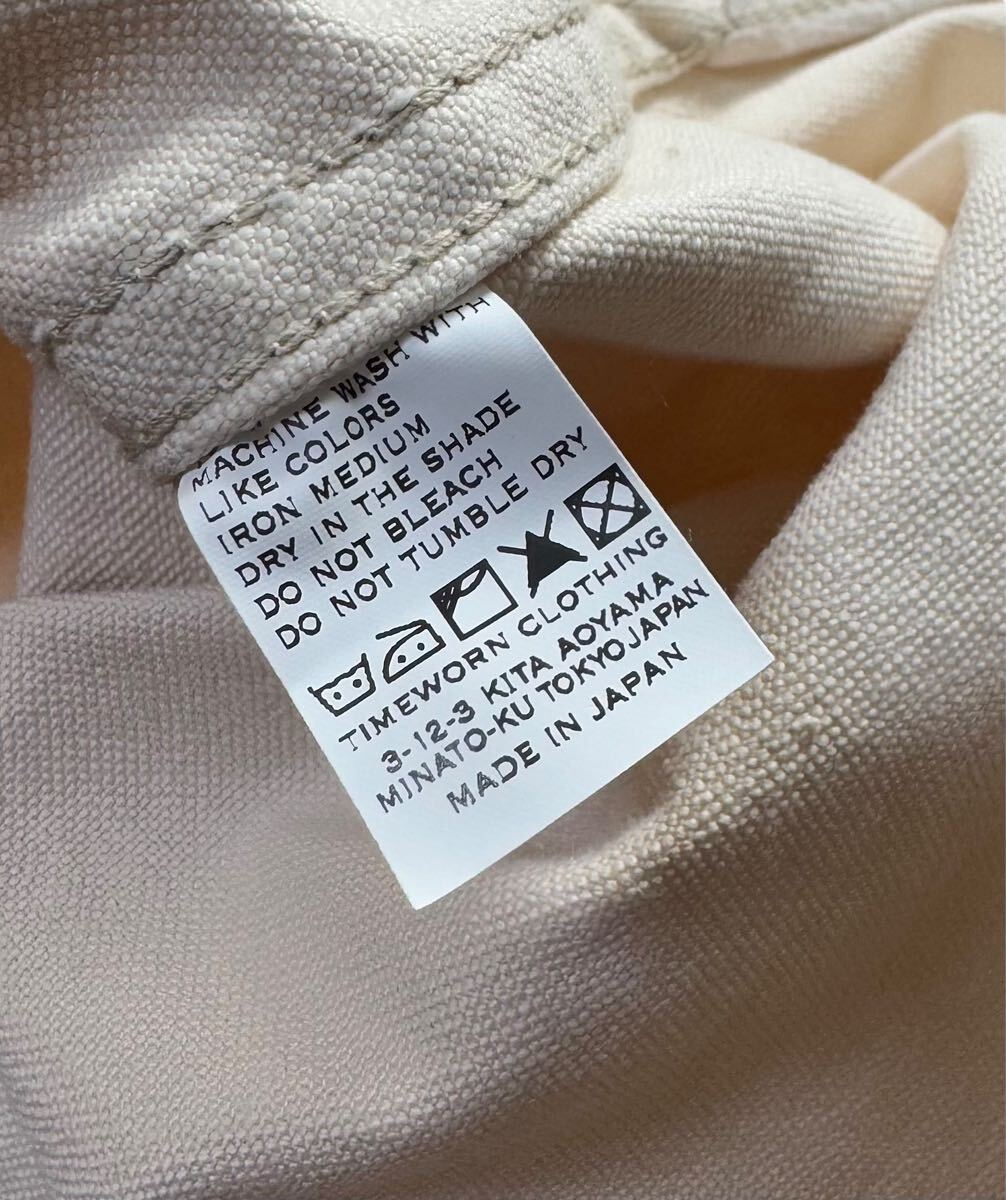 MACHINE WASH WITH
LIKE COLORS
IRON MEDIUM
DRY IN THE SHADE
DO NOT BLEACH
DO NOT TUMBLE DRY
TIMEWORN CLOTHING
3-12-3 KITA AOYAMA
MINATO-KU TOKYOJAPAN
MADE IN JAPAN